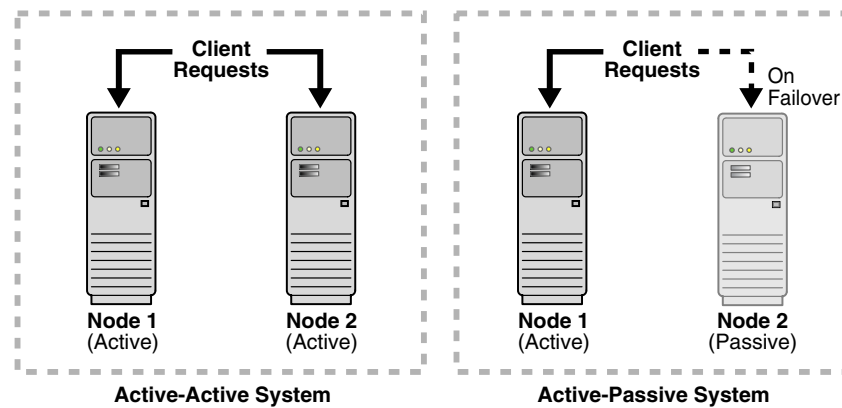 Client
Requests
Node 1
(Active)
Node 2
(Active)
Active-Active System
Client
Requests
On
Failover
Node 1
(Active)
Node 2
(Passive)
Active-Passive System